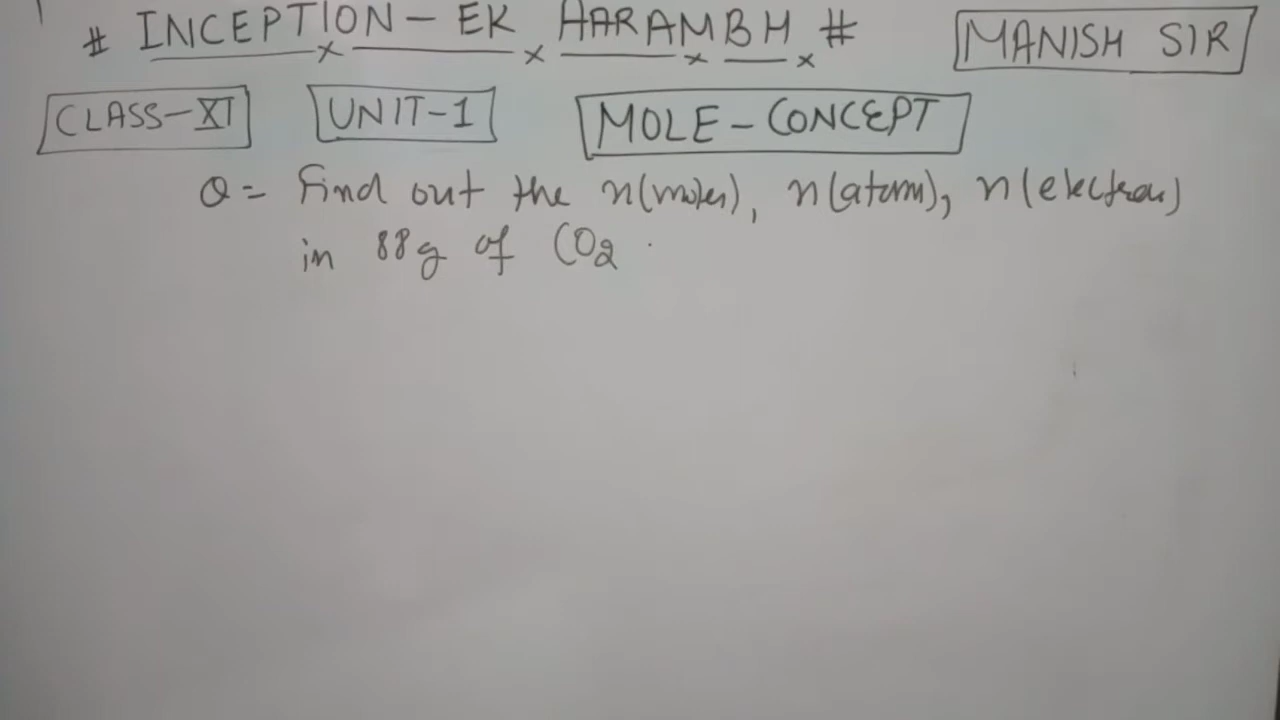 # INCEPTION - EK HARAMBH #
MANISH SIR
CLASS-XI UNIT-1 MOLE-CONCEPT
Q= Find out the n(moles), n(atom), n(electron)
in 88g of CO2.